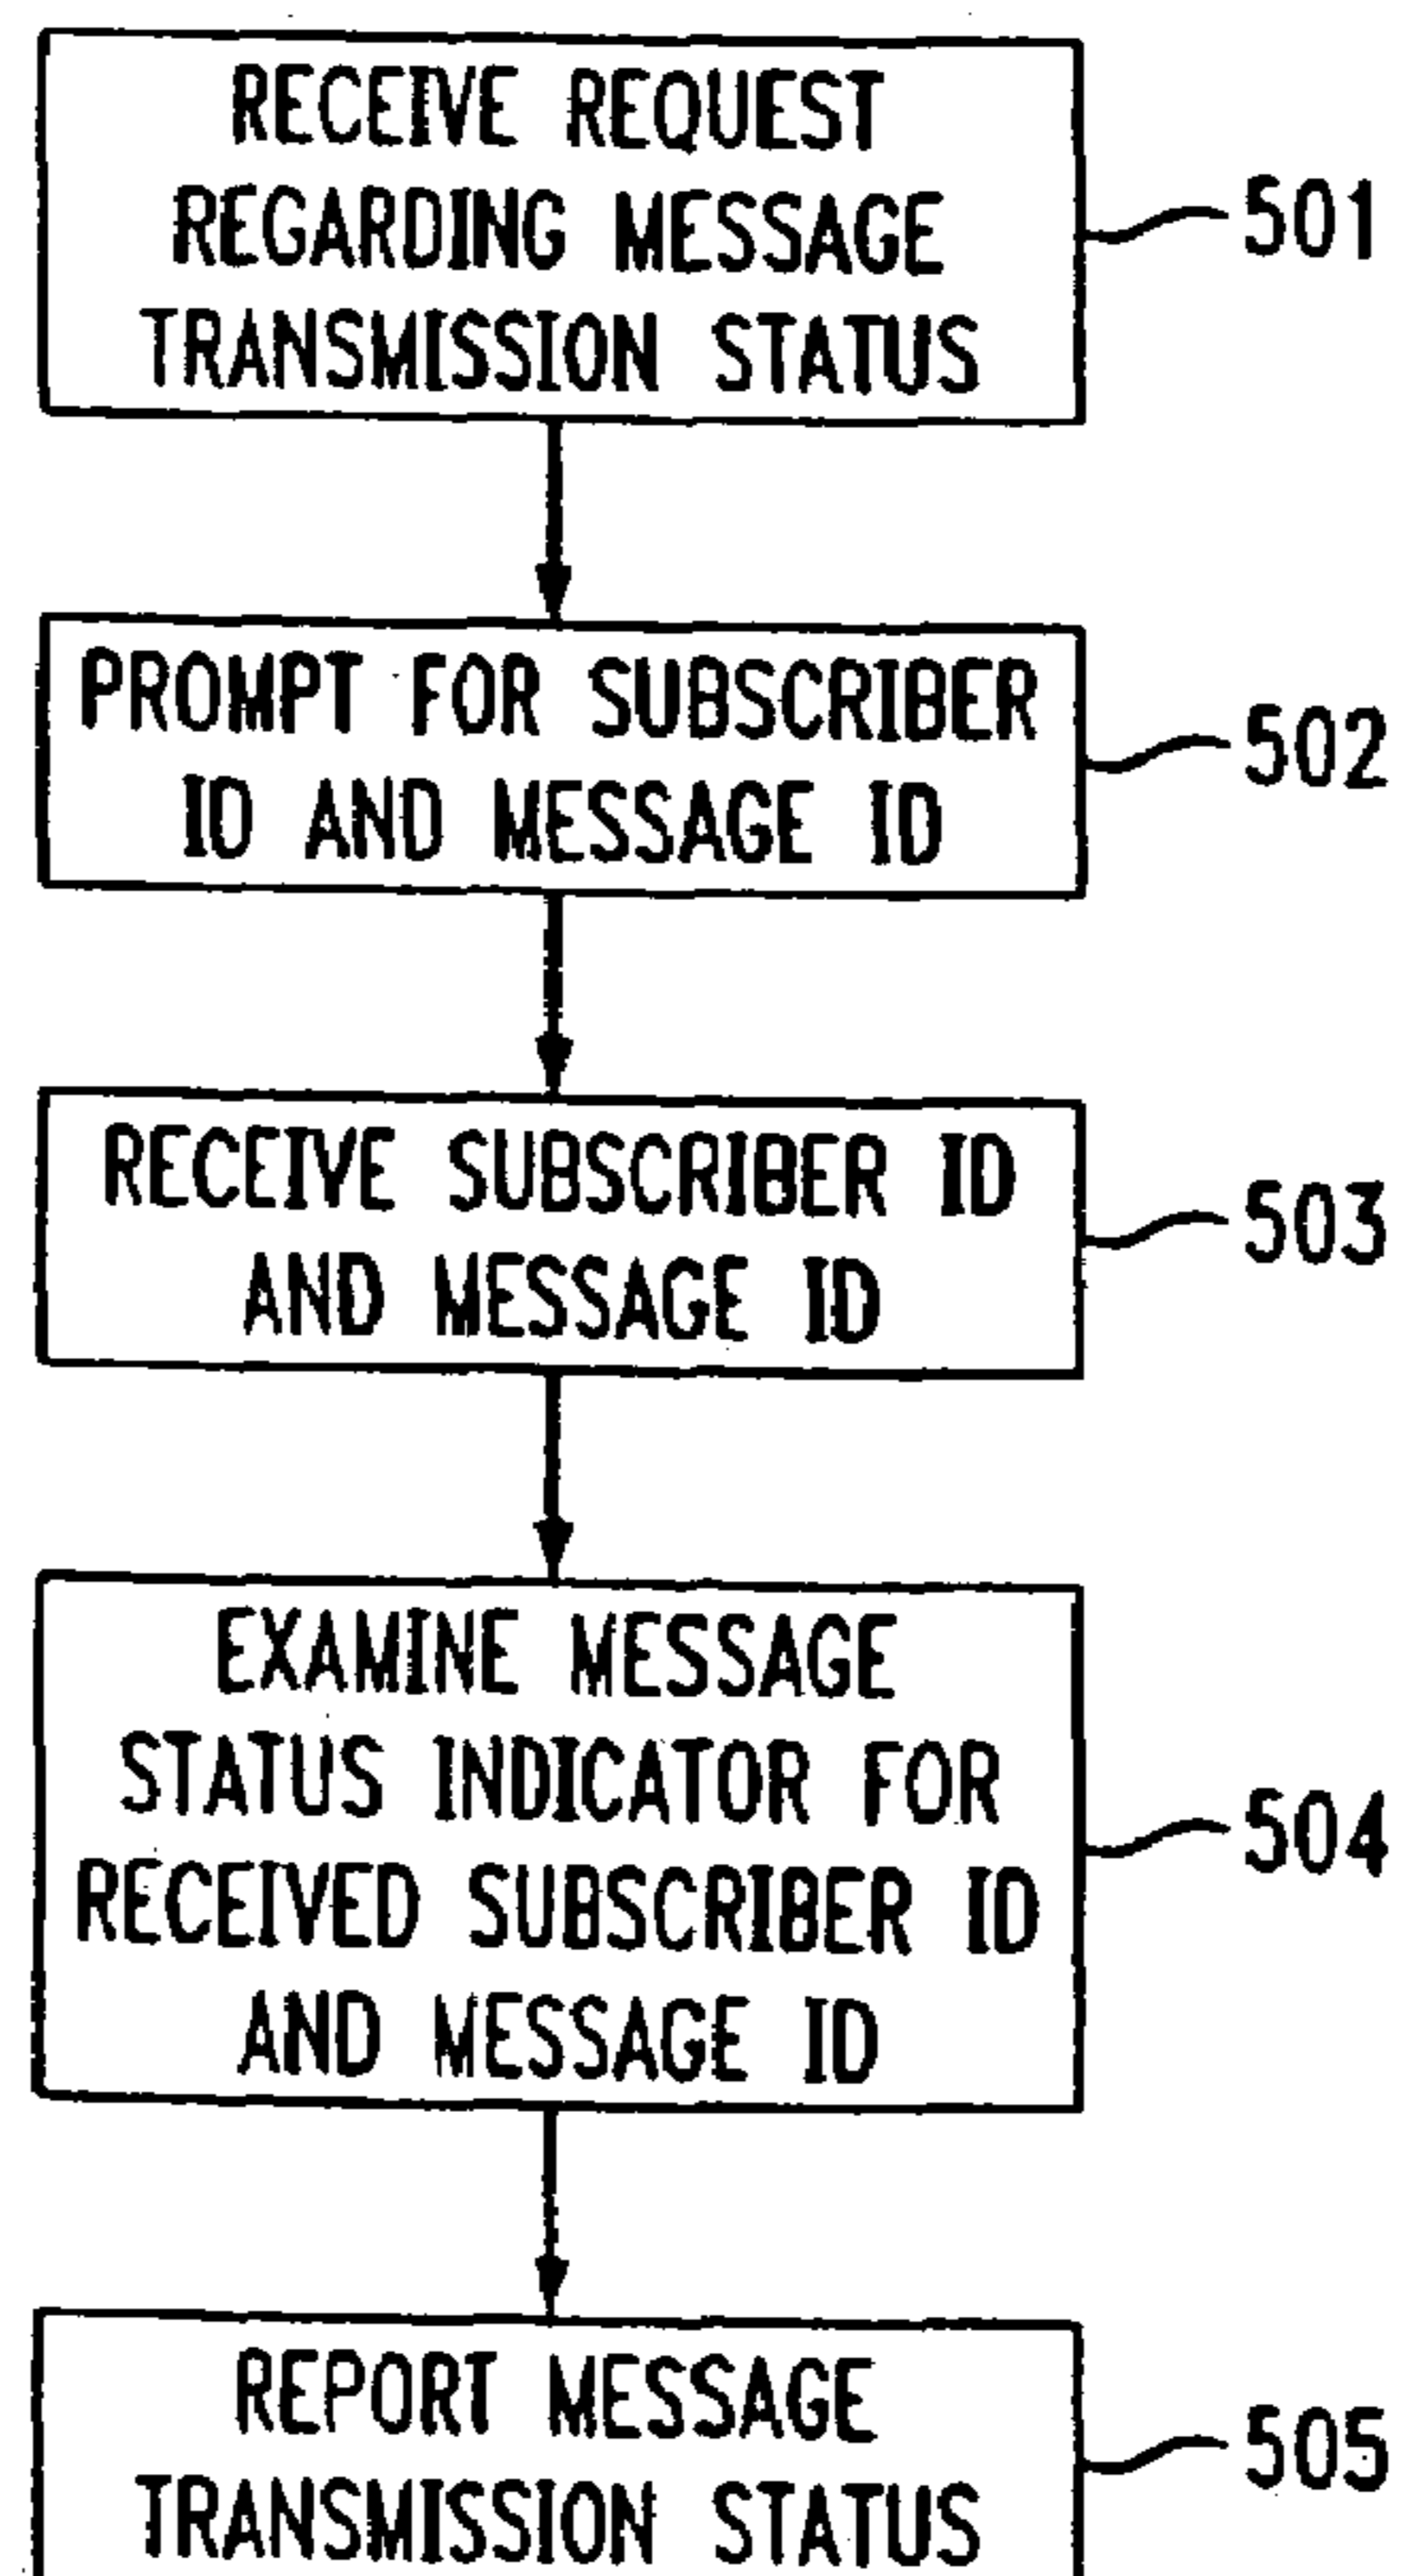 RECEIVE REQUEST
REGARDING MESSAGE
TRANSMISSION STATUS
501
PROMPT FOR SUBSCRIBER
ID AND MESSAGE ID
502
RECEIVE SUBSCRIBER ID
AND MESSAGE ID
503
EXAMINE MESSAGE
STATUS INDICATOR FOR
RECEIVED SUBSCRIBER ID
AND MESSAGE ID
504
REPORT MESSAGE
TRANSMISSION STATUS
505